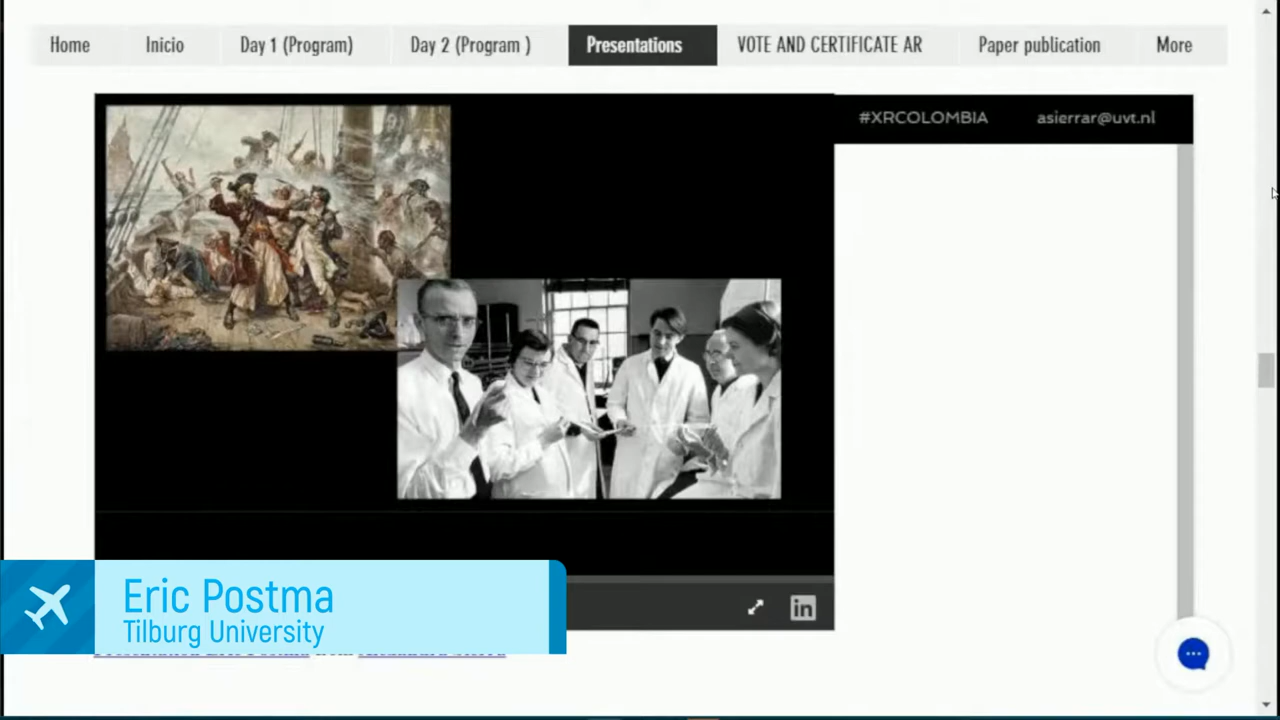 Home Inicio Day 1 (Program) Day 2 (Program ) Presentations VOTE AND CERTIFICATE AR Paper publication More
#XRCOLOMBIA asierrar@uvt.nl
in
Eric Postma
Tilburg University